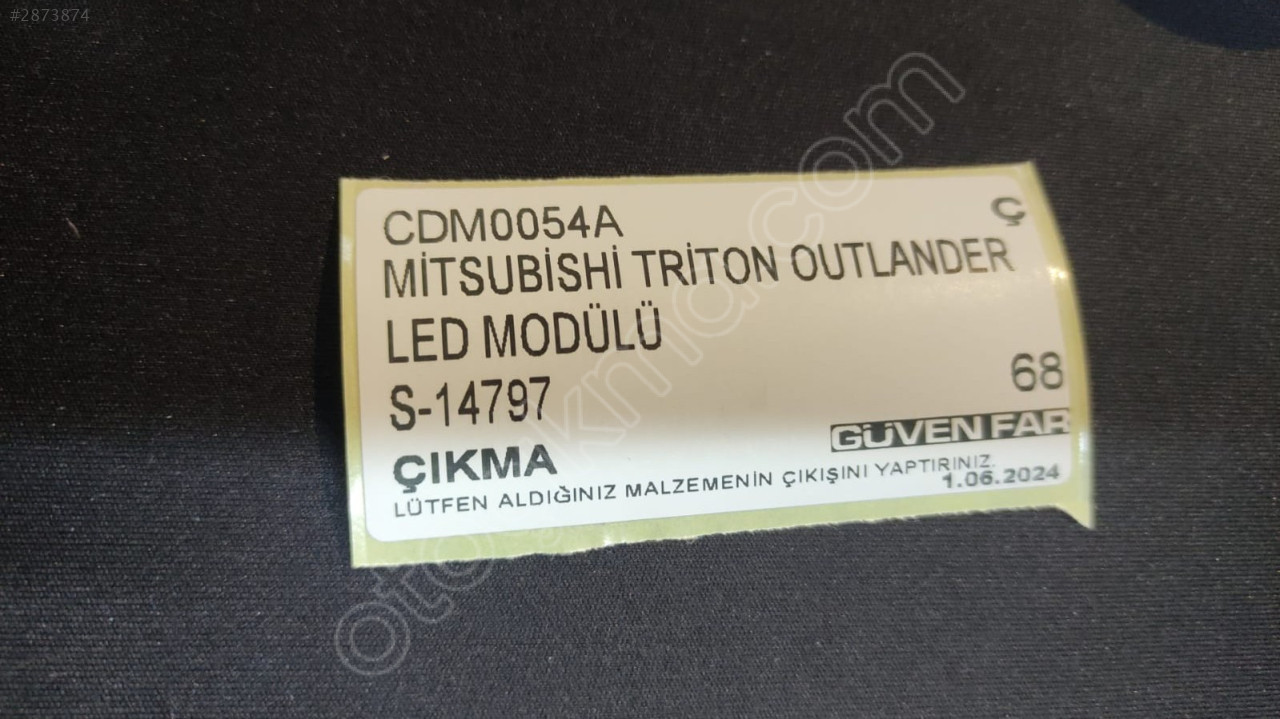 #2873874
CDM0054A Ç
MİTSUBİSHİ TRİTON OUTLANDER
LED MODÜLÜ
S-14797 68
ÇIKMA GÜVEN FAR
LÜTFEN ALDIĞINIZ MALZEMENİN ÇIKIŞINI YAPTIRINIZ.
1.06.2024
otocikma.com